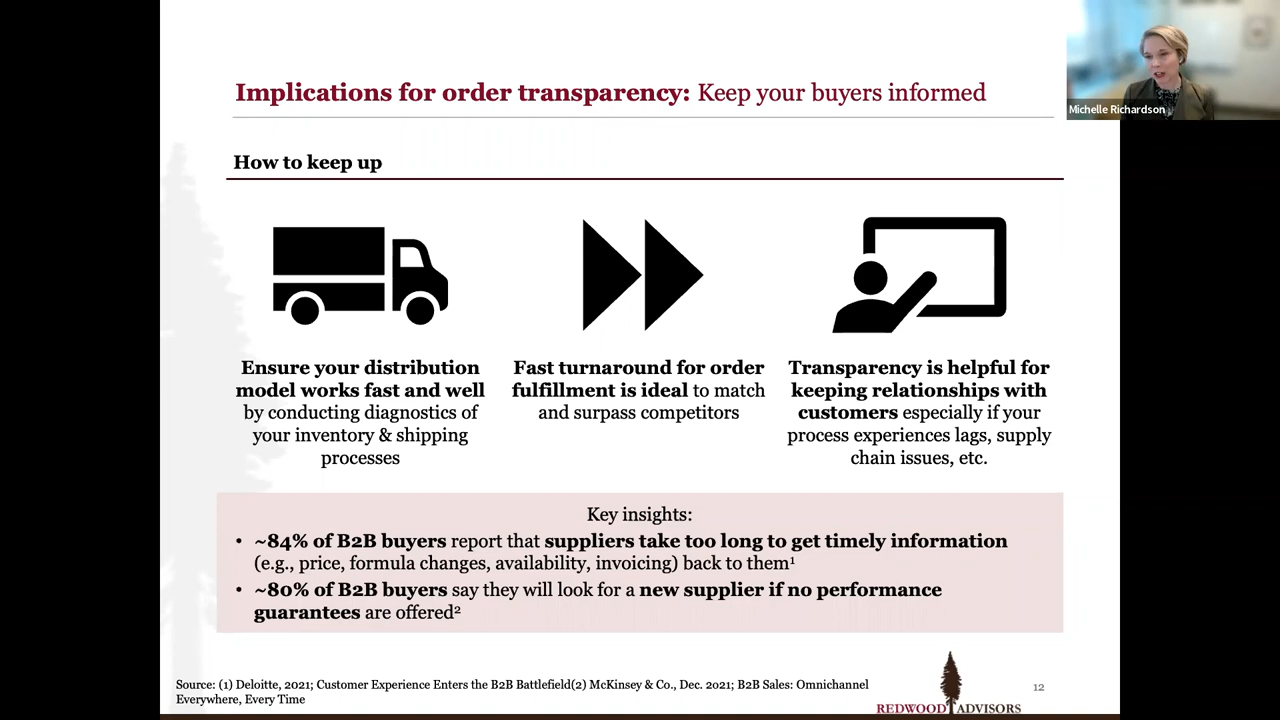 Implications for order transparency: Keep your buyers informed
Michelle Richardson
How to keep up
Ensure your distribution
model works fast and well
by conducting diagnostics of
your inventory & shipping
processes
Fast turnaround for order
fulfillment is ideal to match
and surpass competitors
Transparency is helpful for
keeping relationships with
customers especially if your
process experiences lags, supply
chain issues, etc.
Key insights:
• ~84% of B2B buyers report that suppliers take too long to get timely information
(e.g., price, formula changes, availability, invoicing) back to them¹
• ~80% of B2B buyers say they will look for a new supplier if no performance
guarantees are offered²
Source: (1) Deloitte, 2021; Customer Experience Enters the B2B Battlefield(2) McKinsey & Co., Dec. 2021; B2B Sales: Omnichannel
Everywhere, Every Time
REDWOOD ADVISORS
12